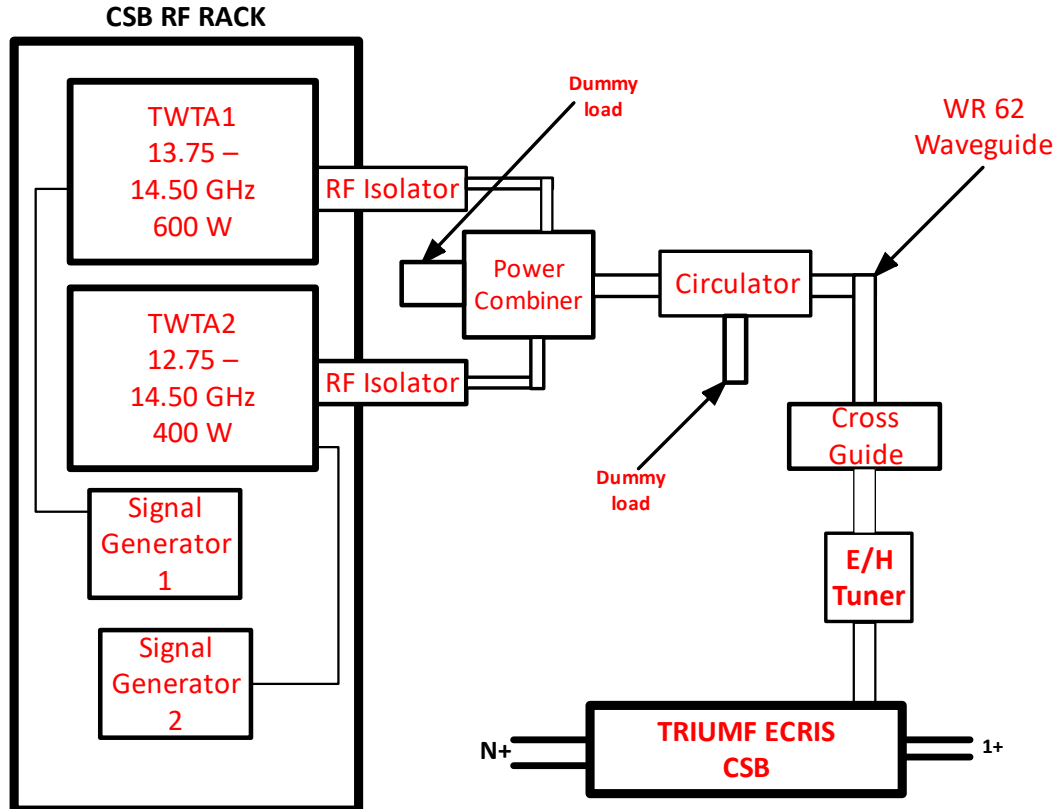 CSB RF RACK
TWTA1
13.75 –
14.50 GHz
600 W
RF Isolator
Dummy
load
WR 62
Waveguide
Power
Combiner
Circulator
TWTA2
12.75 –
14.50 GHz
400 W
RF Isolator
Dummy
load
Cross
Guide
Signal
Generator
1
E/H
Tuner
Signal
Generator
2
N+
TRIUMF ECRIS
CSB
1+